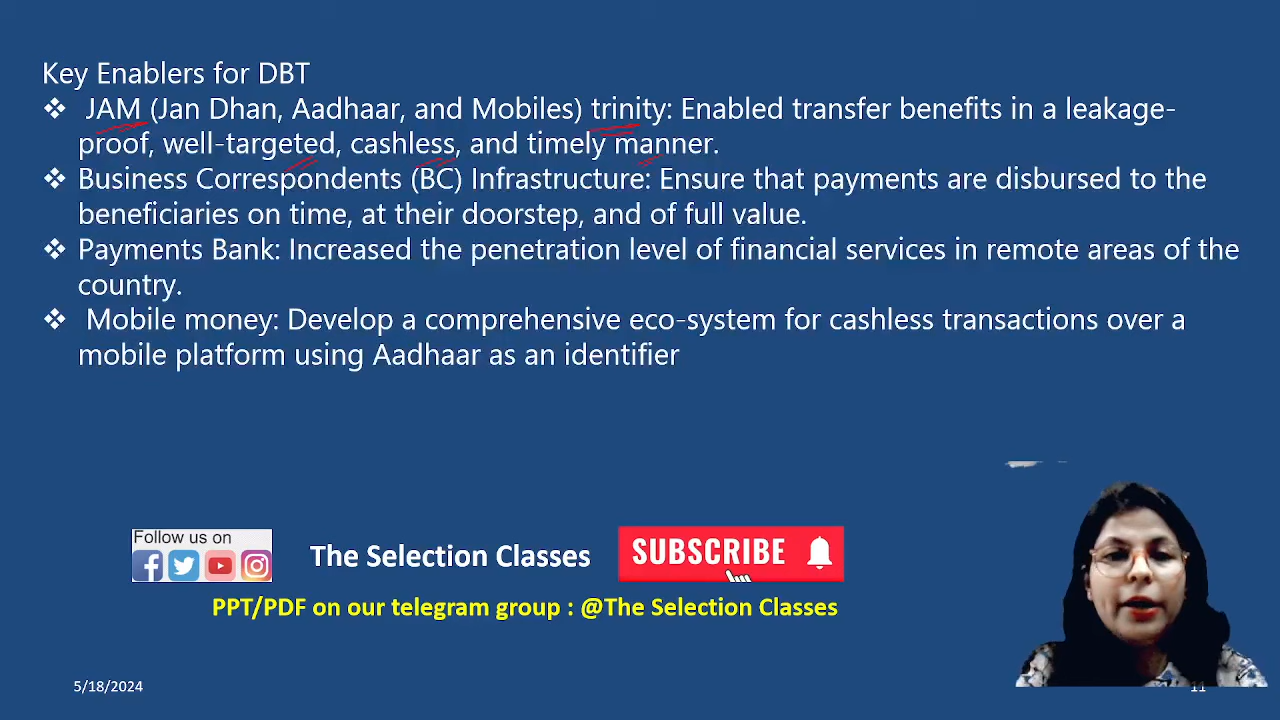 Key Enablers for DBT
❖ JAM (Jan Dhan, Aadhaar, and Mobiles) trinity: Enabled transfer benefits in a leakage-
proof, well-targeted, cashless, and timely manner.
❖ Business Correspondents (BC) Infrastructure: Ensure that payments are disbursed to the
beneficiaries on time, at their doorstep, and of full value.
❖ Payments Bank: Increased the penetration level of financial services in remote areas of the
country.
❖ Mobile money: Develop a comprehensive eco-system for cashless transactions over a
mobile platform using Aadhaar as an identifier
Follow us on
The Selection Classes
SUBSCRIBE
PPT/PDF on our telegram group : @The Selection Classes
5/18/2024
11